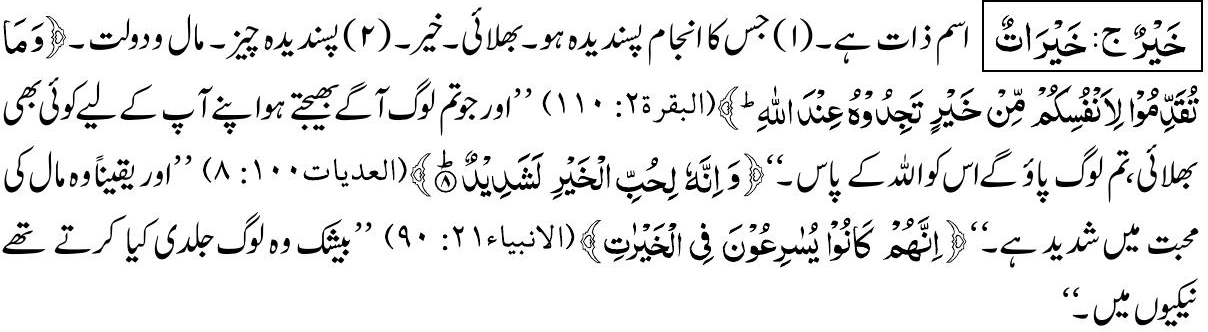 خَيْرٌ ج: خَيْرَاتٌ اسم ذات ہے۔ (۱) جس کا انجام پسندیدہ ہو۔ بھلائی۔ خیر۔ (۲) پسندیدہ چیز۔ مال و دولت۔ ﴿وَمَا
تُقَدِّمُوْا لِاَنْفُسِكُمْ مِّنْ خَيْرٍ تَجِدُوْهُ عِنْدَ اللّٰهِ ؕ﴾ (البقرة۲: ۱۱۰) ’’اور جو تم لوگ آگے بھیجتے ہو اپنے آپ کے لیے کوئی بھی
بھلائی، تم لوگ پاؤ گے اس کو اللہ کے پاس۔‘‘ ﴿وَ اِنَّهٗ لِحُبِّ الْخَيْرِ لَشَدِيْدٌ ؕ۸﴾ (العديات۱۰۰: ۸) ’’اور یقیناً وہ مال کی
محبت میں شدید ہے۔‘‘ ﴿اِنَّهُمْ كَانُوْا يُسٰرِعُوْنَ فِى الْخَيْرٰتِ﴾ (الانبیاء۲۱: ۹۰) ’’بیشک وہ لوگ جلدی کیا کرتے تھے
نیکیوں میں۔‘‘